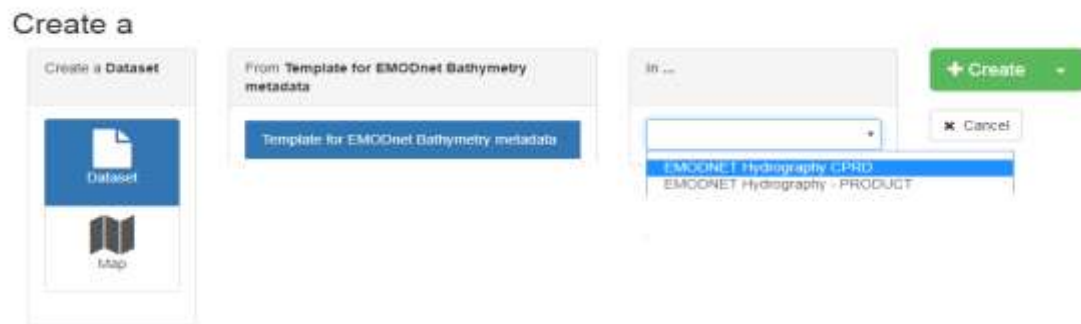 Create a
Create a Dataset
Dataset
Map
From Template for EMODnet Bathymetry
metadata
Template for EMODnet Bathymetry metadata
In ...
EMODNET Hydrography CPRD
EMODNET Hydrography - PRODUCT
+ Create
✖ Cancel